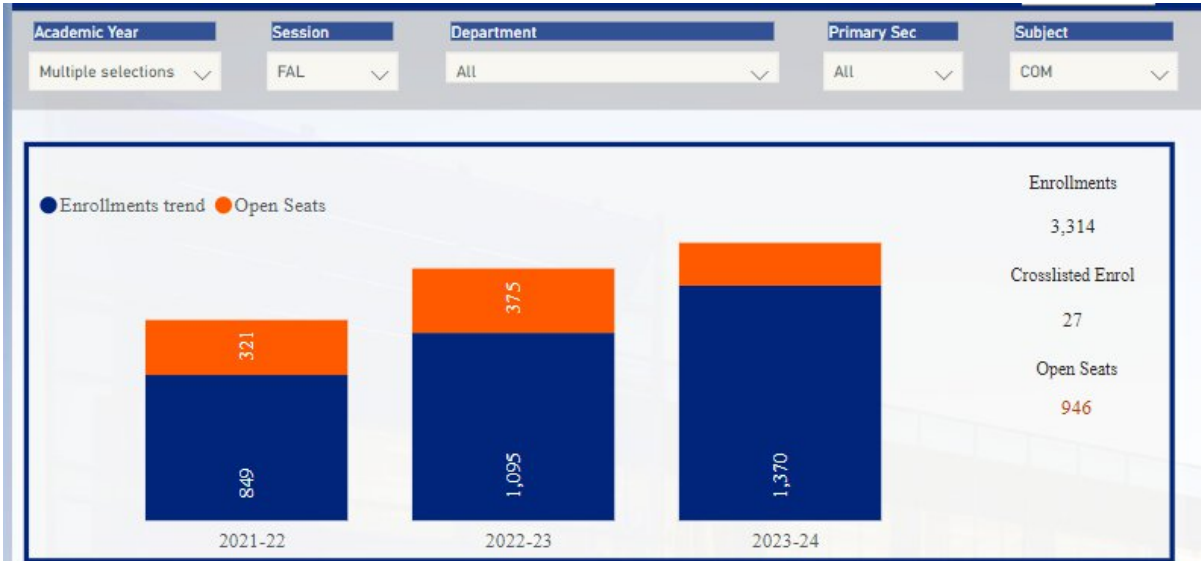 Academic Year Session Department Primary Sec Subject
Multiple selections FAL All All COM
Enrollments trend Open Seats
Enrollments
3,314
Crosslisted Enrol
27
Open Seats
946
321
375
849
1,095
1,370
2021-22 2022-23 2023-24